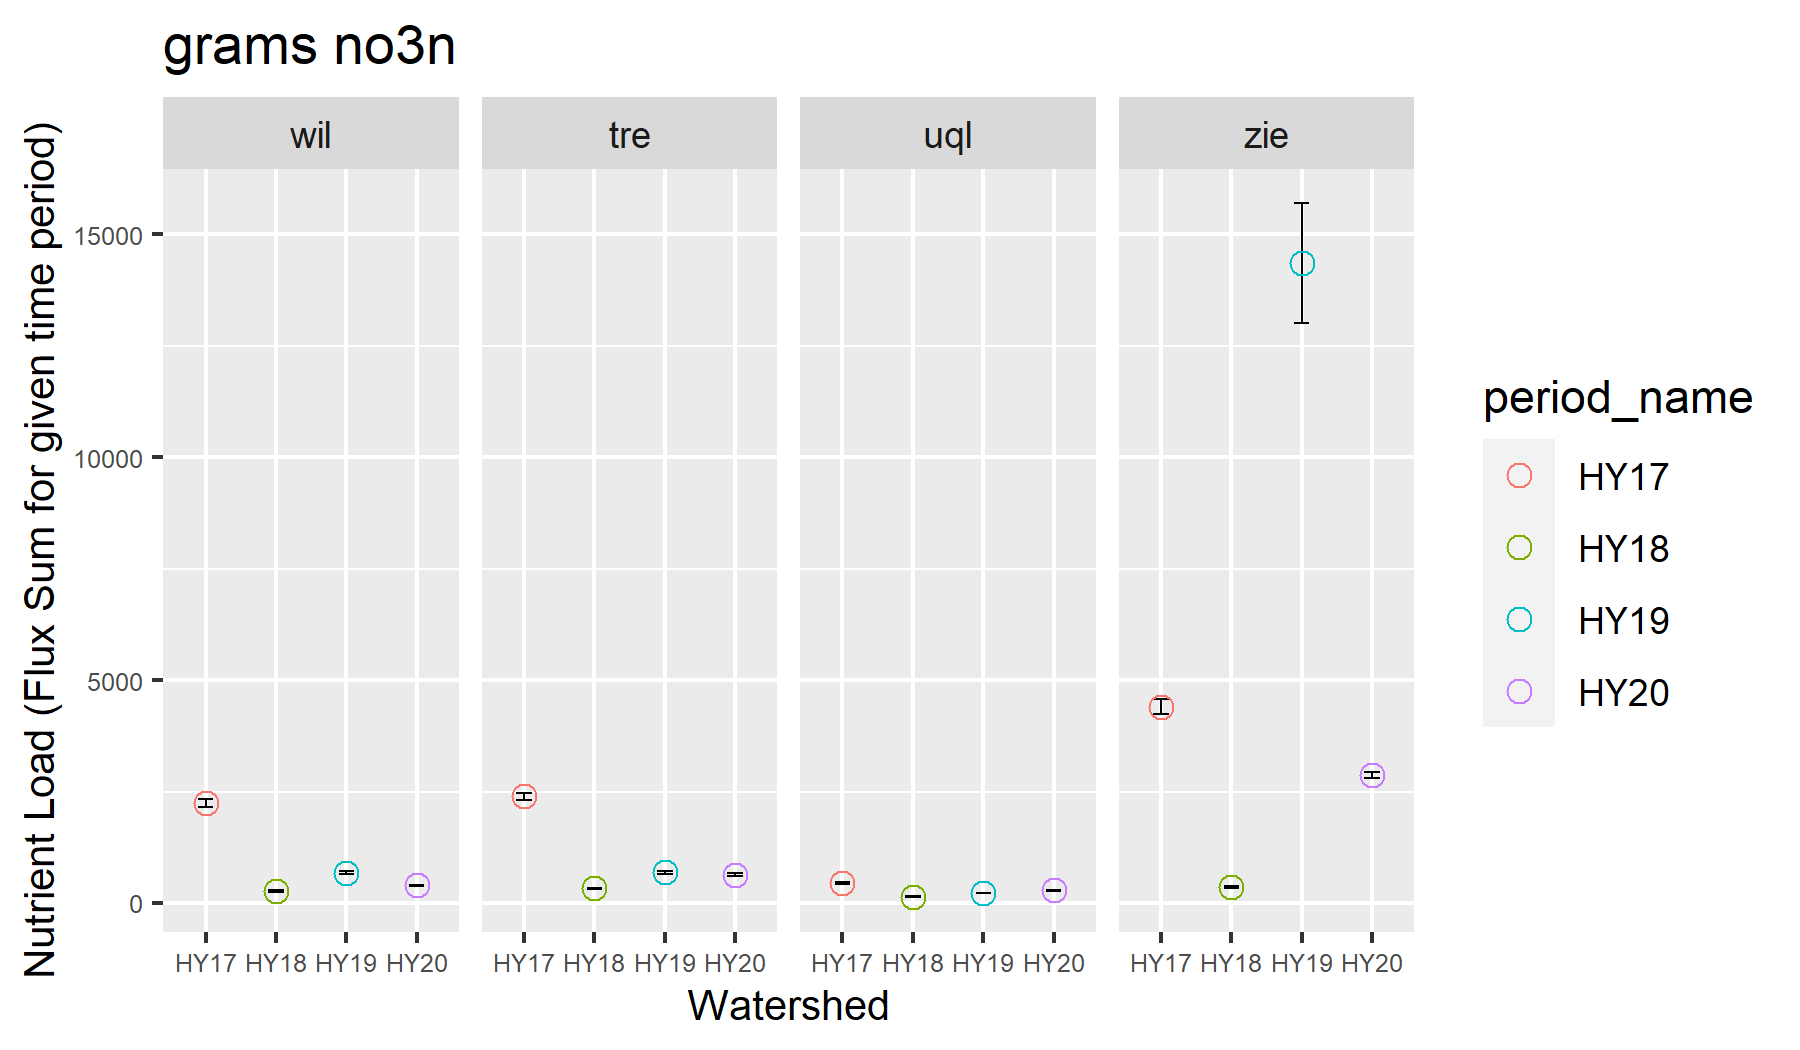 grams no3n
wil tre uql zie
Nutrient Load (Flux Sum for given time period)
15000
10000
5000
0
HY17 HY18 HY19 HY20 HY17 HY18 HY19 HY20 HY17 HY18 HY19 HY20 HY17 HY18 HY19 HY20
Watershed
period_name
HY17
HY18
HY19
HY20